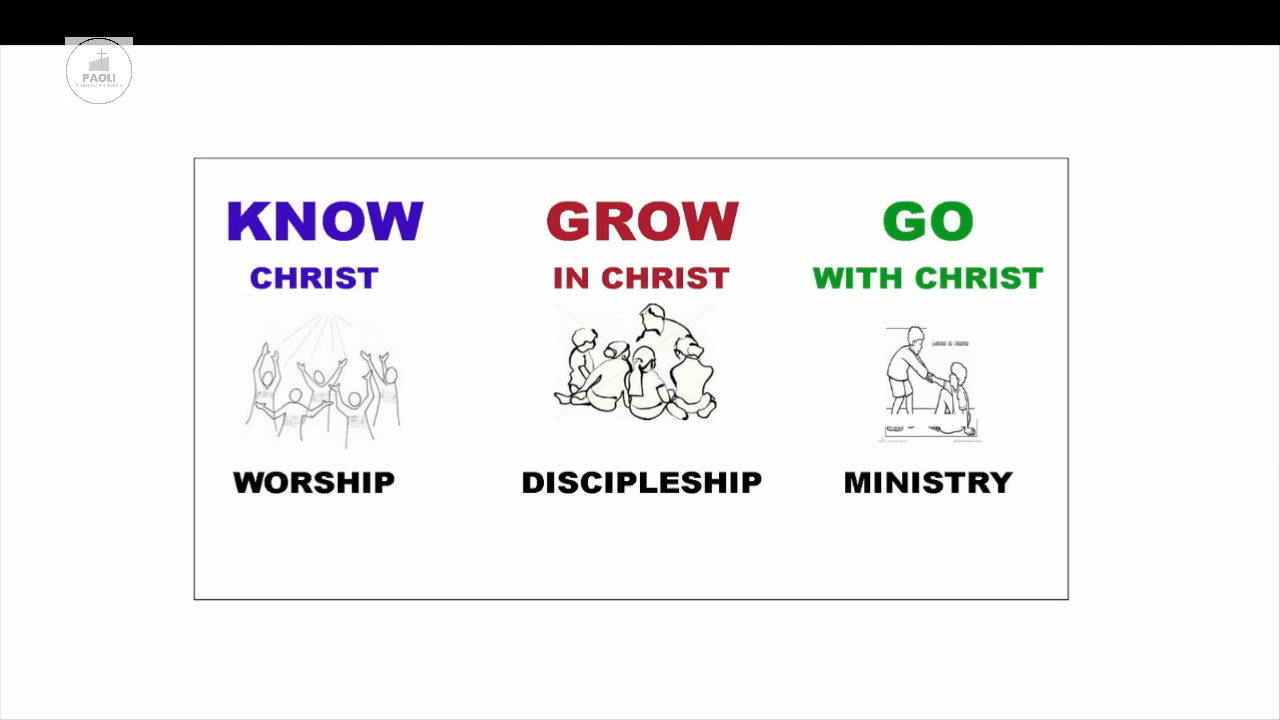 PAOLI
KNOW
CHRIST
WORSHIP
GROW
IN CHRIST
DISCIPLESHIP
GO
WITH CHRIST
MINISTRY